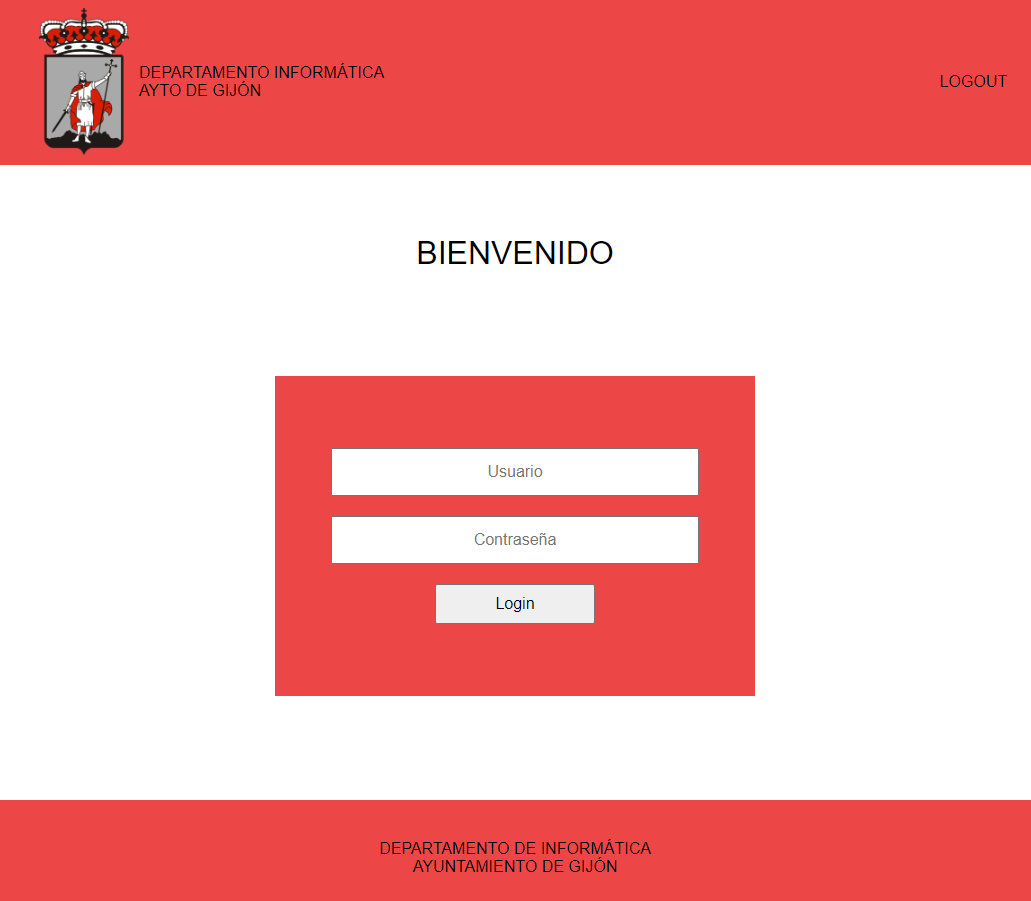 DEPARTAMENTO INFORMÁTICA
AYTO DE GIJÓN
LOGOUT
BIENVENIDO
Usuario
Contraseña
Login
DEPARTAMENTO DE INFORMÁTICA
AYUNTAMIENTO DE GIJÓN